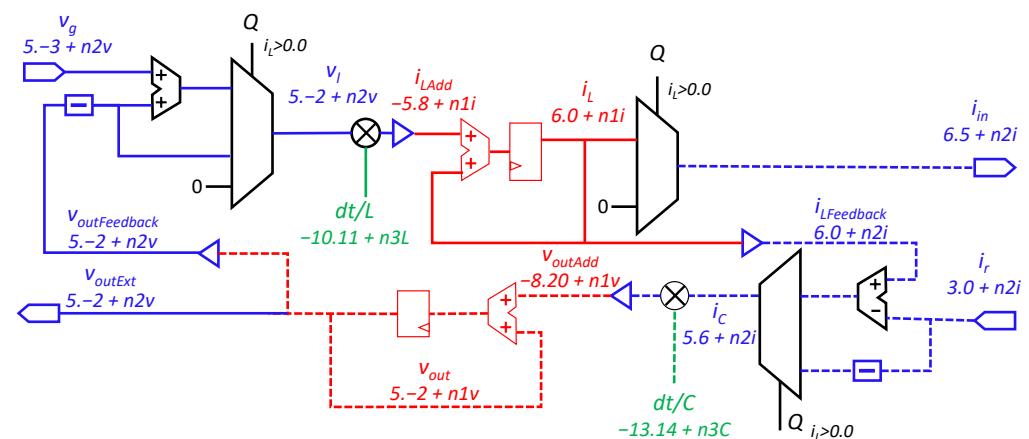 v_g
5.−3 + n2v
Q
i_L>0.0
v_l
5.−2 + n2v
i_LAdd
−5.8 + n1i
i_L
6.0 + n1i
Q
i_L>0.0
i_in
6.5 + n2i
+
+
−
0
dt/L
−10.11 + n3L
+
+
0
v_outFeedback
5.−2 + n2v
i_LFeedback
6.0 + n2i
v_outExt
5.−2 + n2v
v_outAdd
−8.20 + n1v
i_r
3.0 + n2i
+
+
+
−
i_C
5.6 + n2i
v_out
5.−2 + n1v
−
dt/C
−13.14 + n3C
Q
i_L>0.0